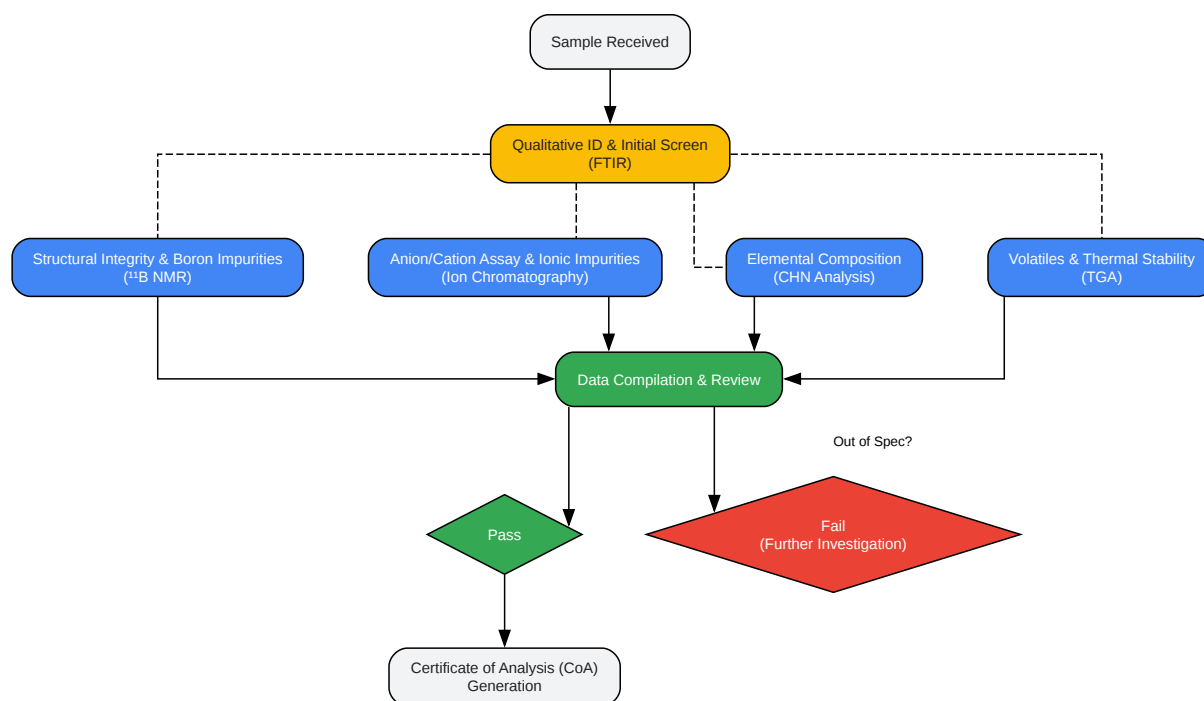 Sample Received
Qualitative ID & Initial Screen
(FTIR)
Structural Integrity & Boron Impurities
(¹¹B NMR)
Anion/Cation Assay & Ionic Impurities
(Ion Chromatography)
Elemental Composition
(CHN Analysis)
Volatiles & Thermal Stability
(TGA)
Data Compilation & Review
Out of Spec?
Pass
Fail
(Further Investigation)
Certificate of Analysis (CoA)
Generation